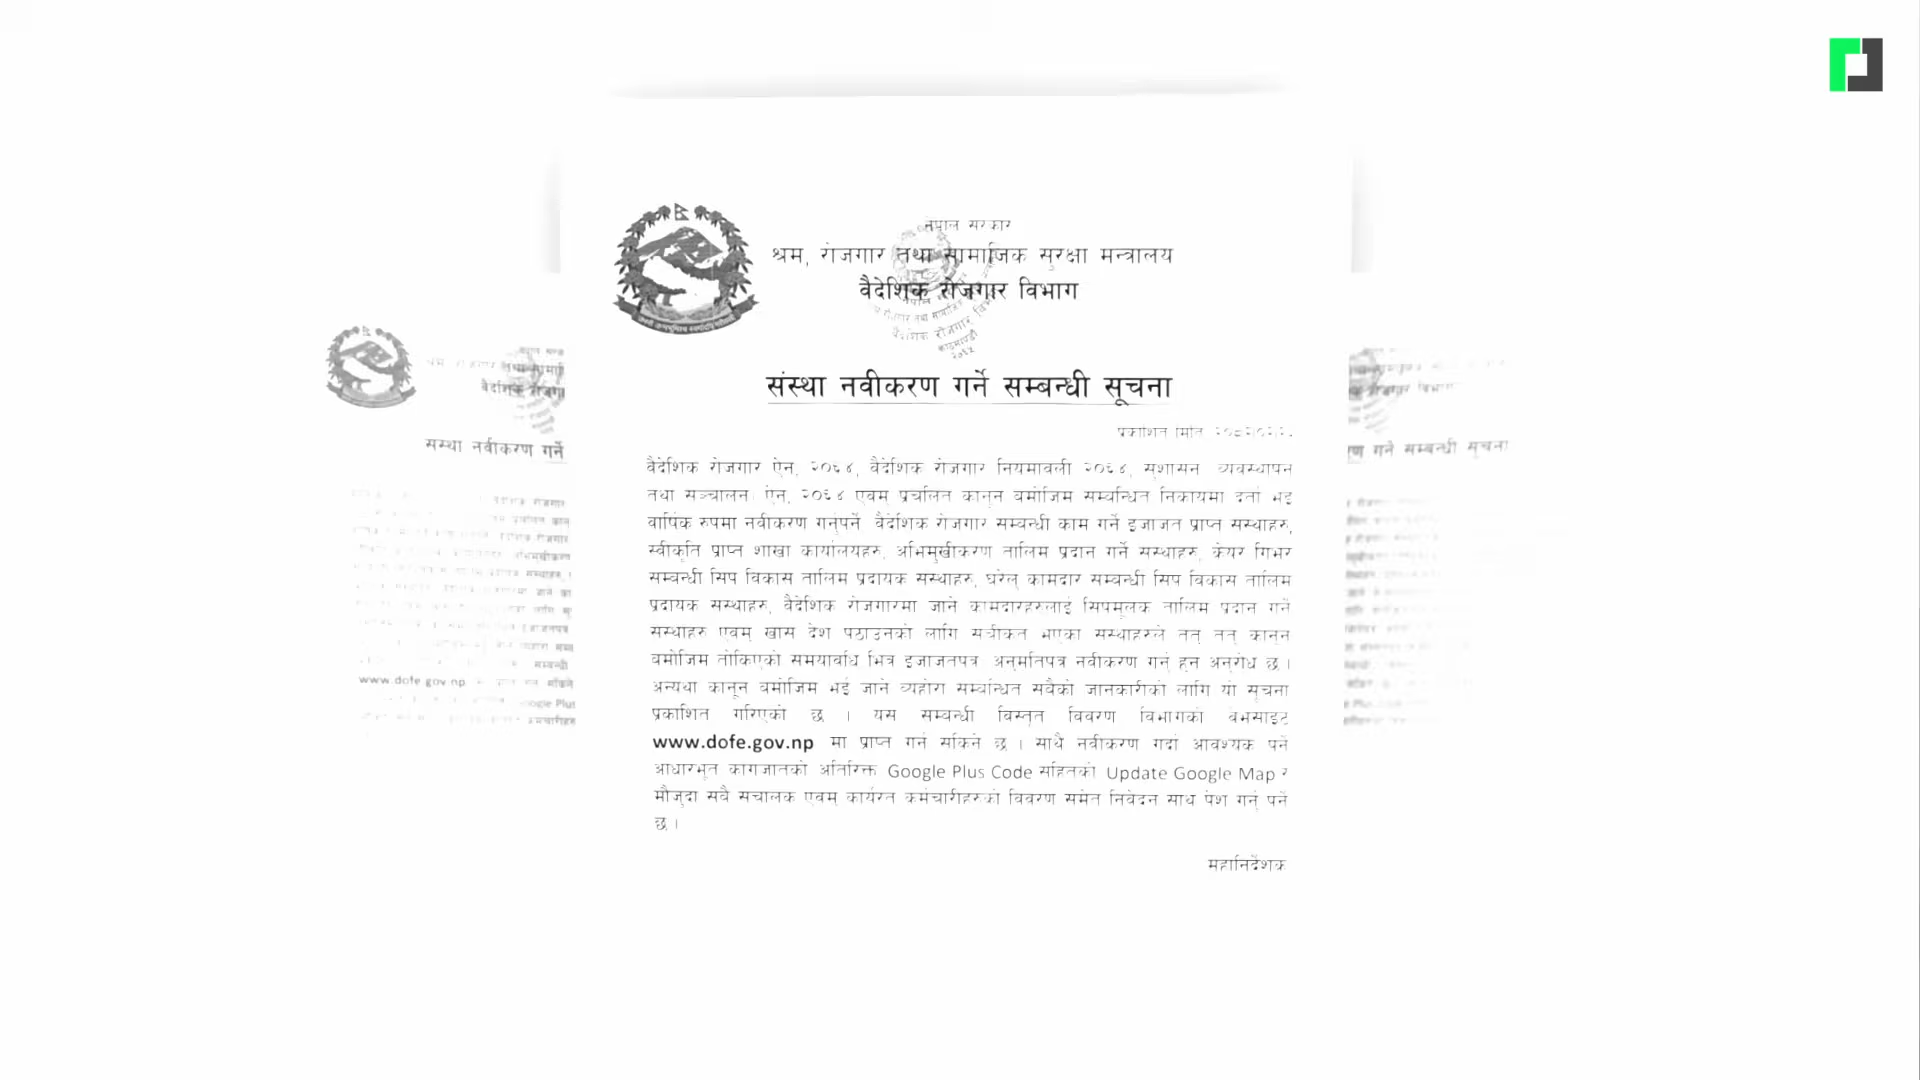 नेपाल सरकार
श्रम, रोजगार तथा सामाजिक सुरक्षा मन्त्रालय
वैदेशिक रोजगार विभाग
संस्था नवीकरण गर्ने सम्बन्धी सूचना
प्रकाशित मिति
वैदेशिक रोजगार ऐन, २०६४, वैदेशिक रोजगार नियमावली २०६४, सुशासन व्यवस्थापन
तथा सञ्चालन ऐन, २०६४ एवम् प्रचलित कानून बमोजिम सम्बन्धित निकायमा दर्ता भई
वार्षिक रुपमा नवीकरण गर्नुपर्ने वैदेशिक रोजगार सम्बन्धी काम गर्ने इजाजत प्राप्त संस्थाहरु,
स्वीकृति प्राप्त शाखा कार्यालयहरु, अभिमुखीकरण तालिम प्रदान गर्ने संस्थाहरु, केयर गिभर
सम्बन्धी सिप विकास तालिम प्रदायक संस्थाहरु, घरेलु कामदार सम्बन्धी सिप विकास तालिम
प्रदायक संस्थाहरु, वैदेशिक रोजगारमा जाने कामदारहरुलाई सिपमूलक तालिम प्रदान गर्ने
संस्थाहरु एवम् खास देश पठाउनको लागि सूचीकृत भएका संस्थाहरुले तत् तत् कानून
बमोजिम तोकिएको समयावधि भित्र इजाजतपत्र अनुमतिपत्र नवीकरण गर्नु हुन अनुरोध छ ।
अन्यथा कानून बमोजिम भई जाने व्यहोरा सम्बन्धित सबैको जानकारीको लागि यो सूचना
प्रकाशित गरिएको छ । यस सम्बन्धी विस्तृत विवरण विभागको वेभसाइट
www.dofe.gov.np मा प्राप्त गर्न सकिने छ । साथै नवीकरण गर्दा आवश्यक पर्ने
आधारभूत कागजातको अतिरिक्त Google Plus Code सहितको Update Google Map र
मौजुदा सबै संचालक एवम् कार्यरत कर्मचारीहरुको विवरण समेत निवेदन साथ पेश गर्नु पर्ने
छ ।
महानिर्देशक